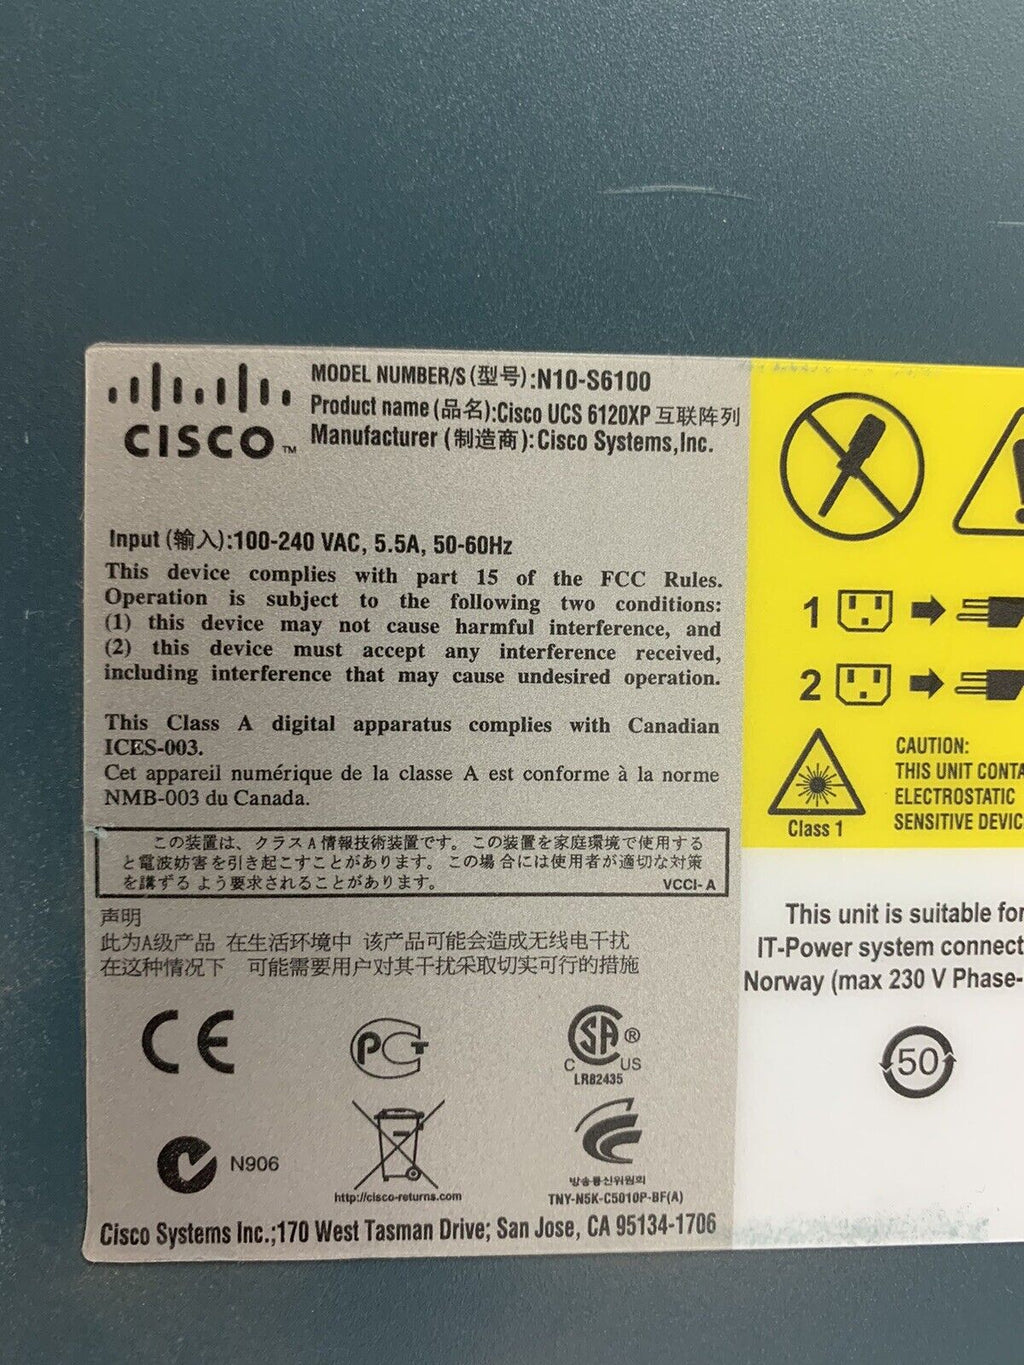 CISCO™
MODEL NUMBER/S (型号):N10-S6100
Product name (品名):Cisco UCS 6120XP 互联阵列
Manufacturer (制造商):Cisco Systems,Inc.
Input (输入):100-240 VAC, 5.5A, 50-60Hz
This device complies with part 15 of the FCC Rules.
Operation is subject to the following two conditions:
(1) this device may not cause harmful interference, and
(2) this device must accept any interference received,
including interference that may cause undesired operation.
This Class A digital apparatus complies with Canadian
ICES-003.
Cet appareil numérique de la classe A est conforme à la norme
NMB-003 du Canada.
この装置は、クラスA情報技術装置です。この装置を家庭環境で使用する
と電波妨害を引き起こすことがあります。この場合には使用者が適切な対策
を講ずるよう要求されることがあります。
VCCI-A
声明
此为A级产品 在生活环境中 该产品可能会造成无线电干扰
在这种情况下 可能需要用户对其干扰采取切实可行的措施
CE
PCT
C SA® US
LR82435
N906
http://cisco-returns.com
방송통신위원회
TNY-N5K-C5010P-BF(A)
Cisco Systems Inc.;170 West Tasman Drive; San Jose, CA 95134-1706
1
2
Class 1
CAUTION:
THIS UNIT CONTA
ELECTROSTATIC
SENSITIVE DEVIC
This unit is suitable for
IT-Power system connect
Norway (max 230 V Phase-
50